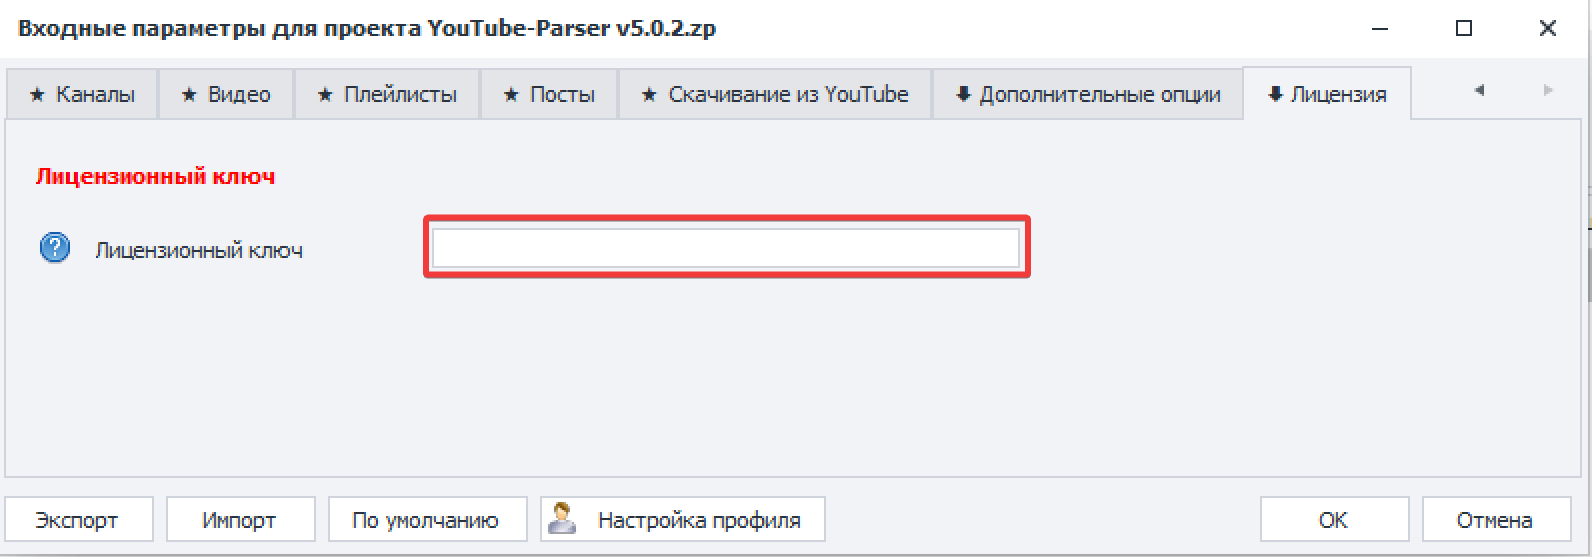 Входные параметры для проекта YouTube-Parser v5.0.2.zp
★ Каналы ★ Видео ★ Плейлисты ★ Посты ★ Скачивание из YouTube 🡇 Дополнительные опции 🡇 Лицензия
Лицензионный ключ
? Лицензионный ключ
Экспорт Импорт По умолчанию Настройка профиля OK Отмена